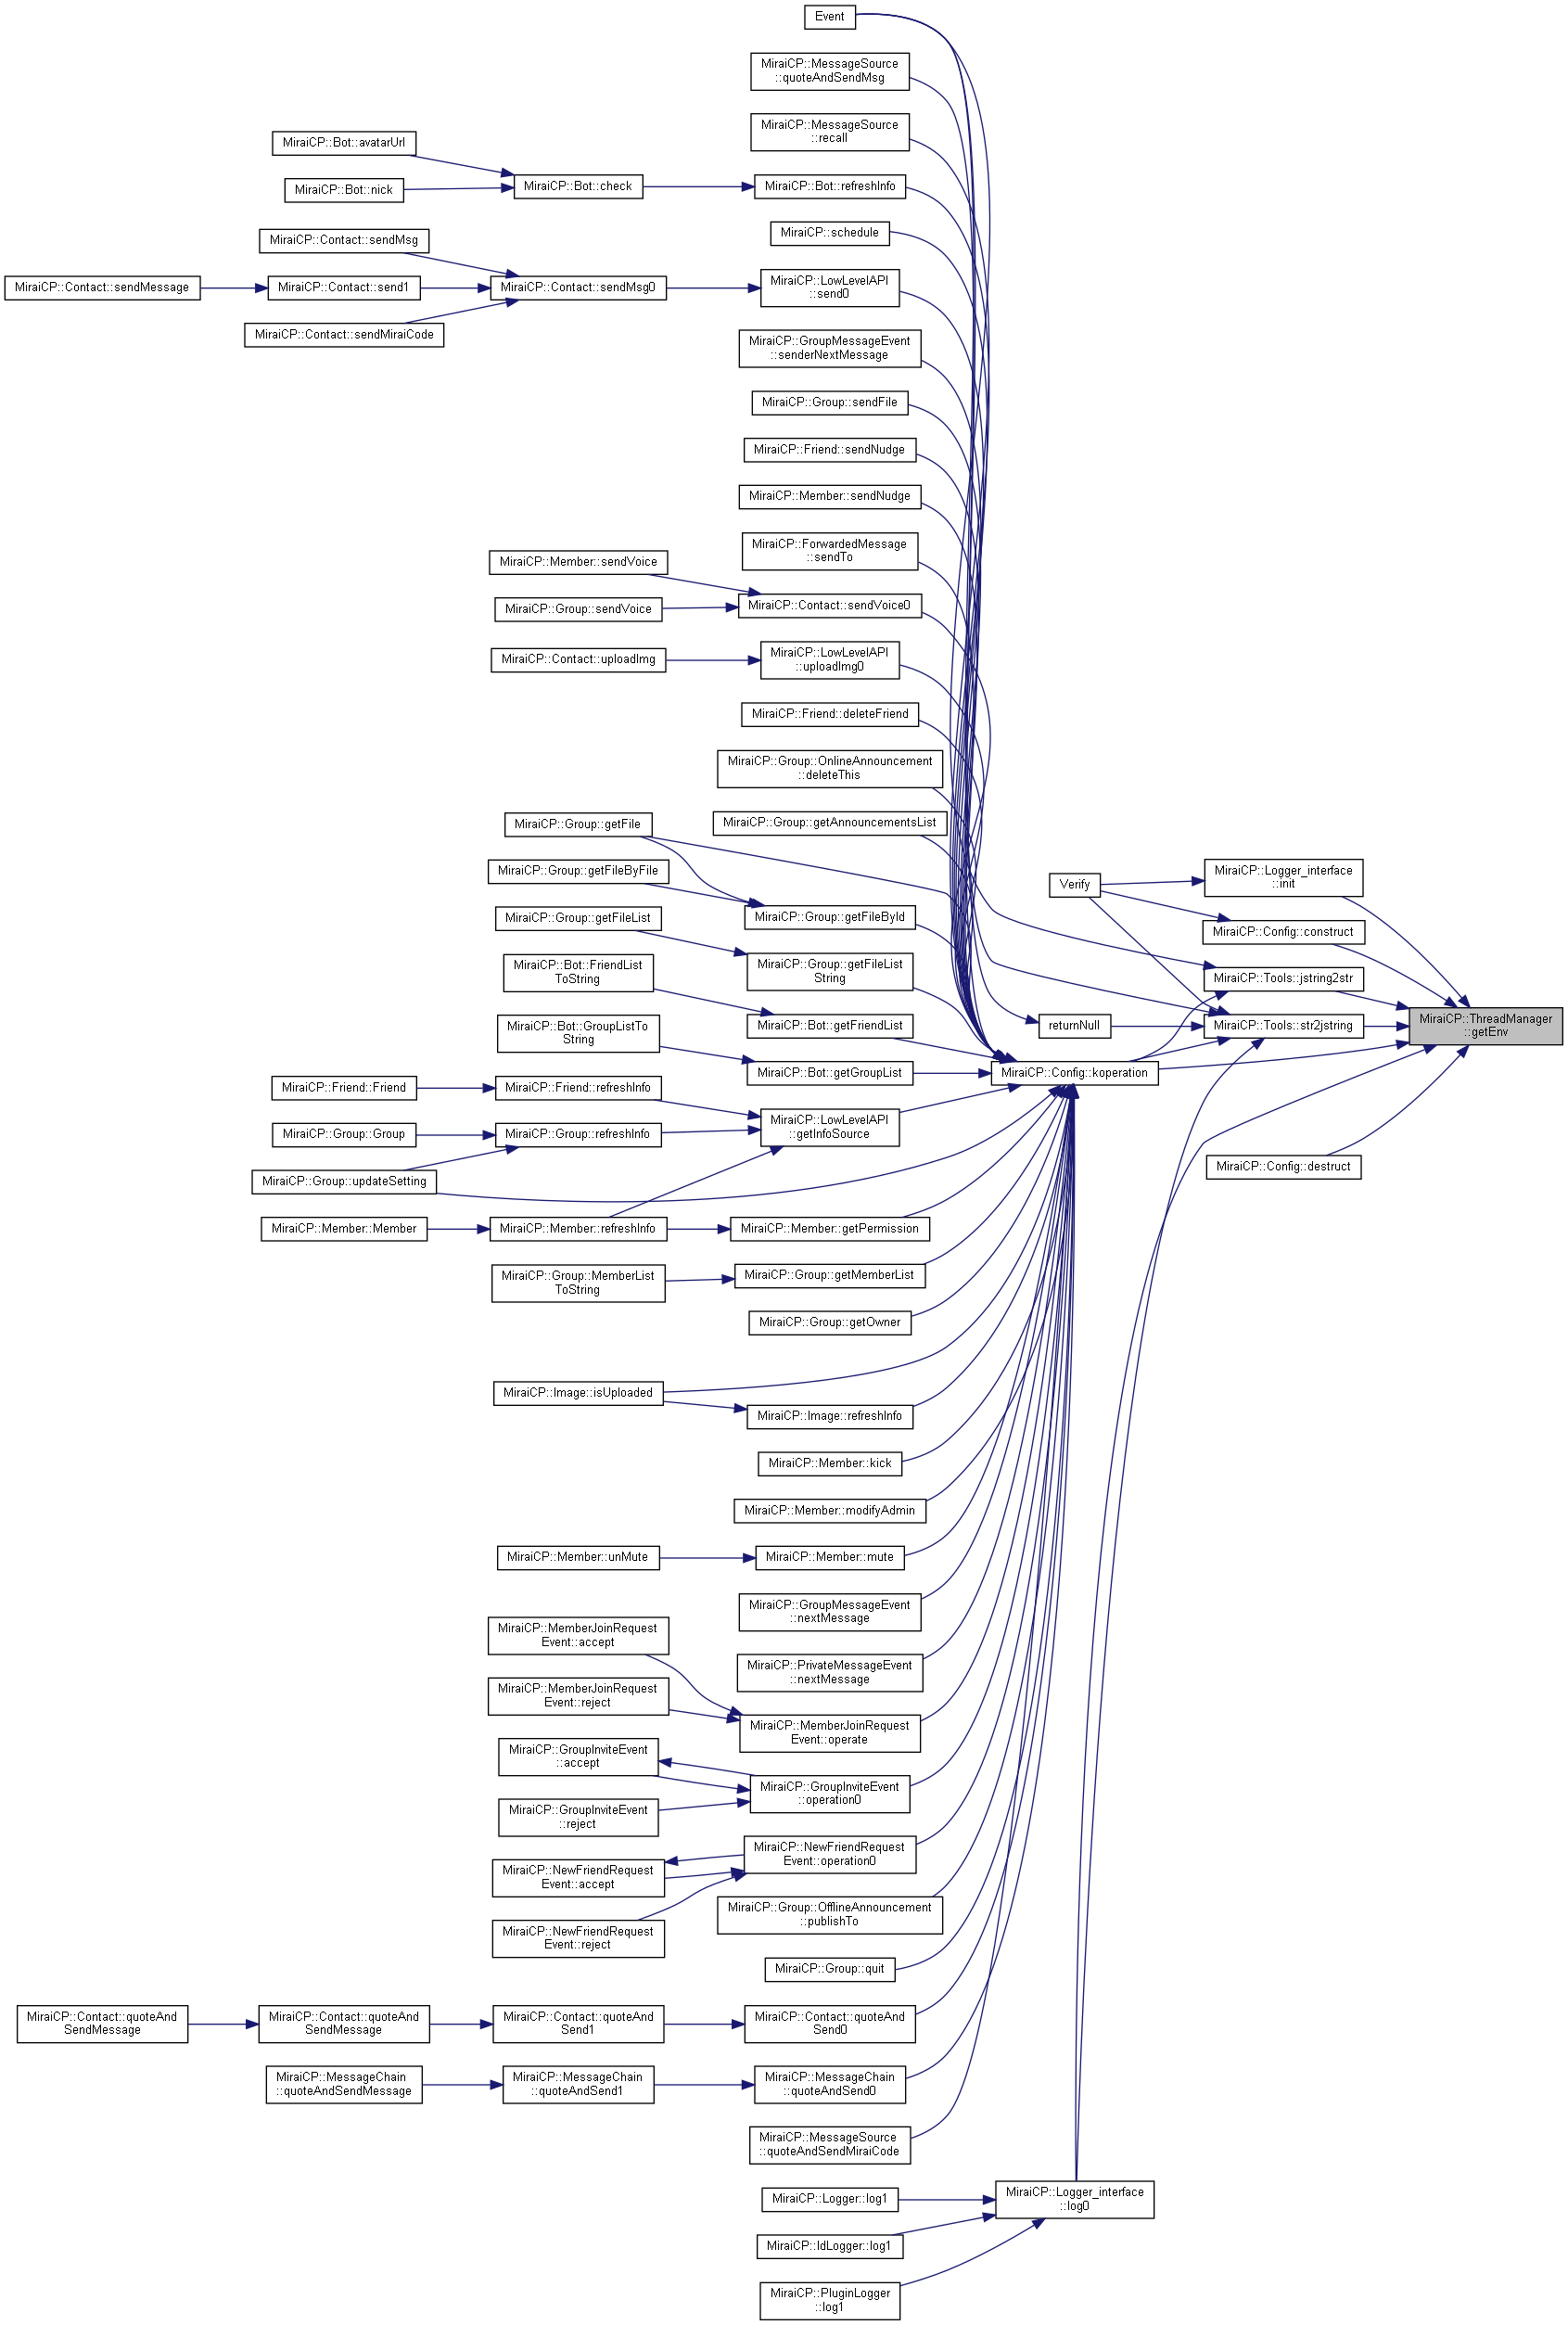 Event
MiraiCP::MessageSource
::quoteAndSendMsg
MiraiCP::MessageSource
::recall
MiraiCP::Bot::avatarUrl
MiraiCP::Bot::nick
MiraiCP::Bot::check
MiraiCP::Bot::refreshInfo
MiraiCP::schedule
MiraiCP::Contact::sendMsg
MiraiCP::Contact::sendMessage
MiraiCP::Contact::send1
MiraiCP::Contact::sendMsg0
MiraiCP::LowLevelAPI
::send0
MiraiCP::Contact::sendMiraiCode
MiraiCP::GroupMessageEvent
::senderNextMessage
MiraiCP::Group::sendFile
MiraiCP::Friend::sendNudge
MiraiCP::Member::sendNudge
MiraiCP::ForwardedMessage
::sendTo
MiraiCP::Member::sendVoice
MiraiCP::Group::sendVoice
MiraiCP::Contact::sendVoice0
MiraiCP::Contact::uploadImg
MiraiCP::LowLevelAPI
::uploadImg0
MiraiCP::Friend::deleteFriend
MiraiCP::Group::OnlineAnnouncement
::deleteThis
MiraiCP::Group::getAnnouncementsList
MiraiCP::Group::getFile
MiraiCP::Group::getFileByFile
MiraiCP::Group::getFileById
MiraiCP::Group::getFileList
MiraiCP::Group::getFileList
String
MiraiCP::Bot::FriendList
ToString
MiraiCP::Bot::getFriendList
MiraiCP::Bot::GroupListTo
String
MiraiCP::Bot::getGroupList
Verify
MiraiCP::Logger_interface
::init
MiraiCP::Config::construct
MiraiCP::Tools::jstring2str
MiraiCP::Tools::str2jstring
returnNull
MiraiCP::ThreadManager
::getEnv
MiraiCP::Config::koperation
MiraiCP::Config::destruct
MiraiCP::Friend::Friend
MiraiCP::Friend::refreshInfo
MiraiCP::LowLevelAPI
::getInfoSource
MiraiCP::Group::Group
MiraiCP::Group::refreshInfo
MiraiCP::Group::updateSetting
MiraiCP::Member::Member
MiraiCP::Member::refreshInfo
MiraiCP::Member::getPermission
MiraiCP::Group::MemberList
ToString
MiraiCP::Group::getMemberList
MiraiCP::Group::getOwner
MiraiCP::Image::isUploaded
MiraiCP::Image::refreshInfo
MiraiCP::Member::kick
MiraiCP::Member::modifyAdmin
MiraiCP::Member::unMute
MiraiCP::Member::mute
MiraiCP::GroupMessageEvent
::nextMessage
MiraiCP::PrivateMessageEvent
::nextMessage
MiraiCP::MemberJoinRequest
Event::accept
MiraiCP::MemberJoinRequest
Event::reject
MiraiCP::MemberJoinRequest
Event::operate
MiraiCP::GroupInviteEvent
::accept
MiraiCP::GroupInviteEvent
::operation0
MiraiCP::GroupInviteEvent
::reject
MiraiCP::NewFriendRequest
Event::operation0
MiraiCP::NewFriendRequest
Event::accept
MiraiCP::NewFriendRequest
Event::reject
MiraiCP::Group::OfflineAnnouncement
::publishTo
MiraiCP::Group::quit
MiraiCP::Contact::quoteAnd
SendMessage
MiraiCP::Contact::quoteAnd
SendMessage
MiraiCP::Contact::quoteAnd
Send1
MiraiCP::Contact::quoteAnd
Send0
MiraiCP::MessageChain
::quoteAndSendMessage
MiraiCP::MessageChain
::quoteAndSend1
MiraiCP::MessageChain
::quoteAndSend0
MiraiCP::MessageSource
::quoteAndSendMiraiCode
MiraiCP::Logger_interface
::log0
MiraiCP::Logger::log1
MiraiCP::IdLogger::log1
MiraiCP::PluginLogger
::log1